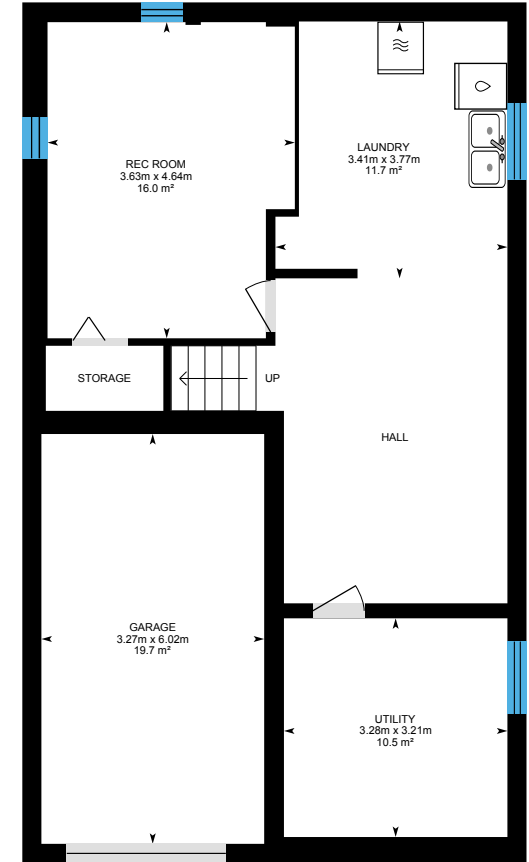 REC ROOM
3.63m x 4.64m
16.0 m²
LAUNDRY
3.41m x 3.77m
11.7 m²
STORAGE
UP
HALL
GARAGE
3.27m x 6.02m
19.7 m²
UTILITY
3.28m x 3.21m
10.5 m²